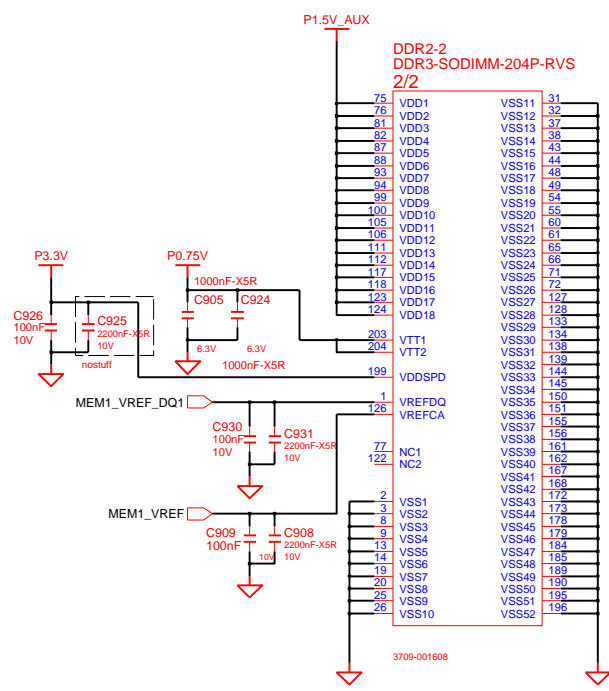 P1.5V_AUX
DDR2-2
DDR3-SODIMM-204P-RVS
2/2
75 VDD1 VSS11 31
76 VDD2 VSS12 32
81 VDD3 VSS13 37
82 VDD4 VSS14 38
87 VDD5 VSS15 43
88 VDD6 VSS16 44
93 VDD7 VSS17 48
94 VDD8 VSS18 49
99 VDD9 VSS19 54
100 VDD10 VSS20 55
105 VDD11 VSS21 60
106 VDD12 VSS22 61
111 VDD13 VSS23 65
112 VDD14 VSS24 66
117 VDD15 VSS25 71
118 VDD16 VSS26 72
123 VDD17 VSS27 127
124 VDD18 VSS28 128
VSS29 133
203 VTT1 VSS30 134
204 VTT2 VSS31 138
VSS32 139
199 VDDSPD VSS33 144
VSS34 145
1 VREFDQ VSS35 150
126 VREFCA VSS36 151
VSS37 155
VSS38 156
77 NC1 VSS39 161
122 NC2 VSS40 162
VSS41 167
VSS42 168
2 VSS1 VSS43 172
3 VSS2 VSS44 173
8 VSS3 VSS45 178
9 VSS4 VSS46 179
13 VSS5 VSS47 184
14 VSS6 VSS48 185
19 VSS7 VSS49 189
20 VSS8 VSS50 190
25 VSS9 VSS51 195
26 VSS10 VSS52 196
3709-001608
P3.3V
C926
100nF
10V
C925
2200nF-X5R
10V
nostuff
P0.75V
1000nF-X5R
C905 C924
6.3V 6.3V
1000nF-X5R
MEM1_VREF_DQ1
C930
100nF
10V
C931
2200nF-X5R
10V
MEM1_VREF
C909
100nF
10V
C908
2200nF-X5R
10V